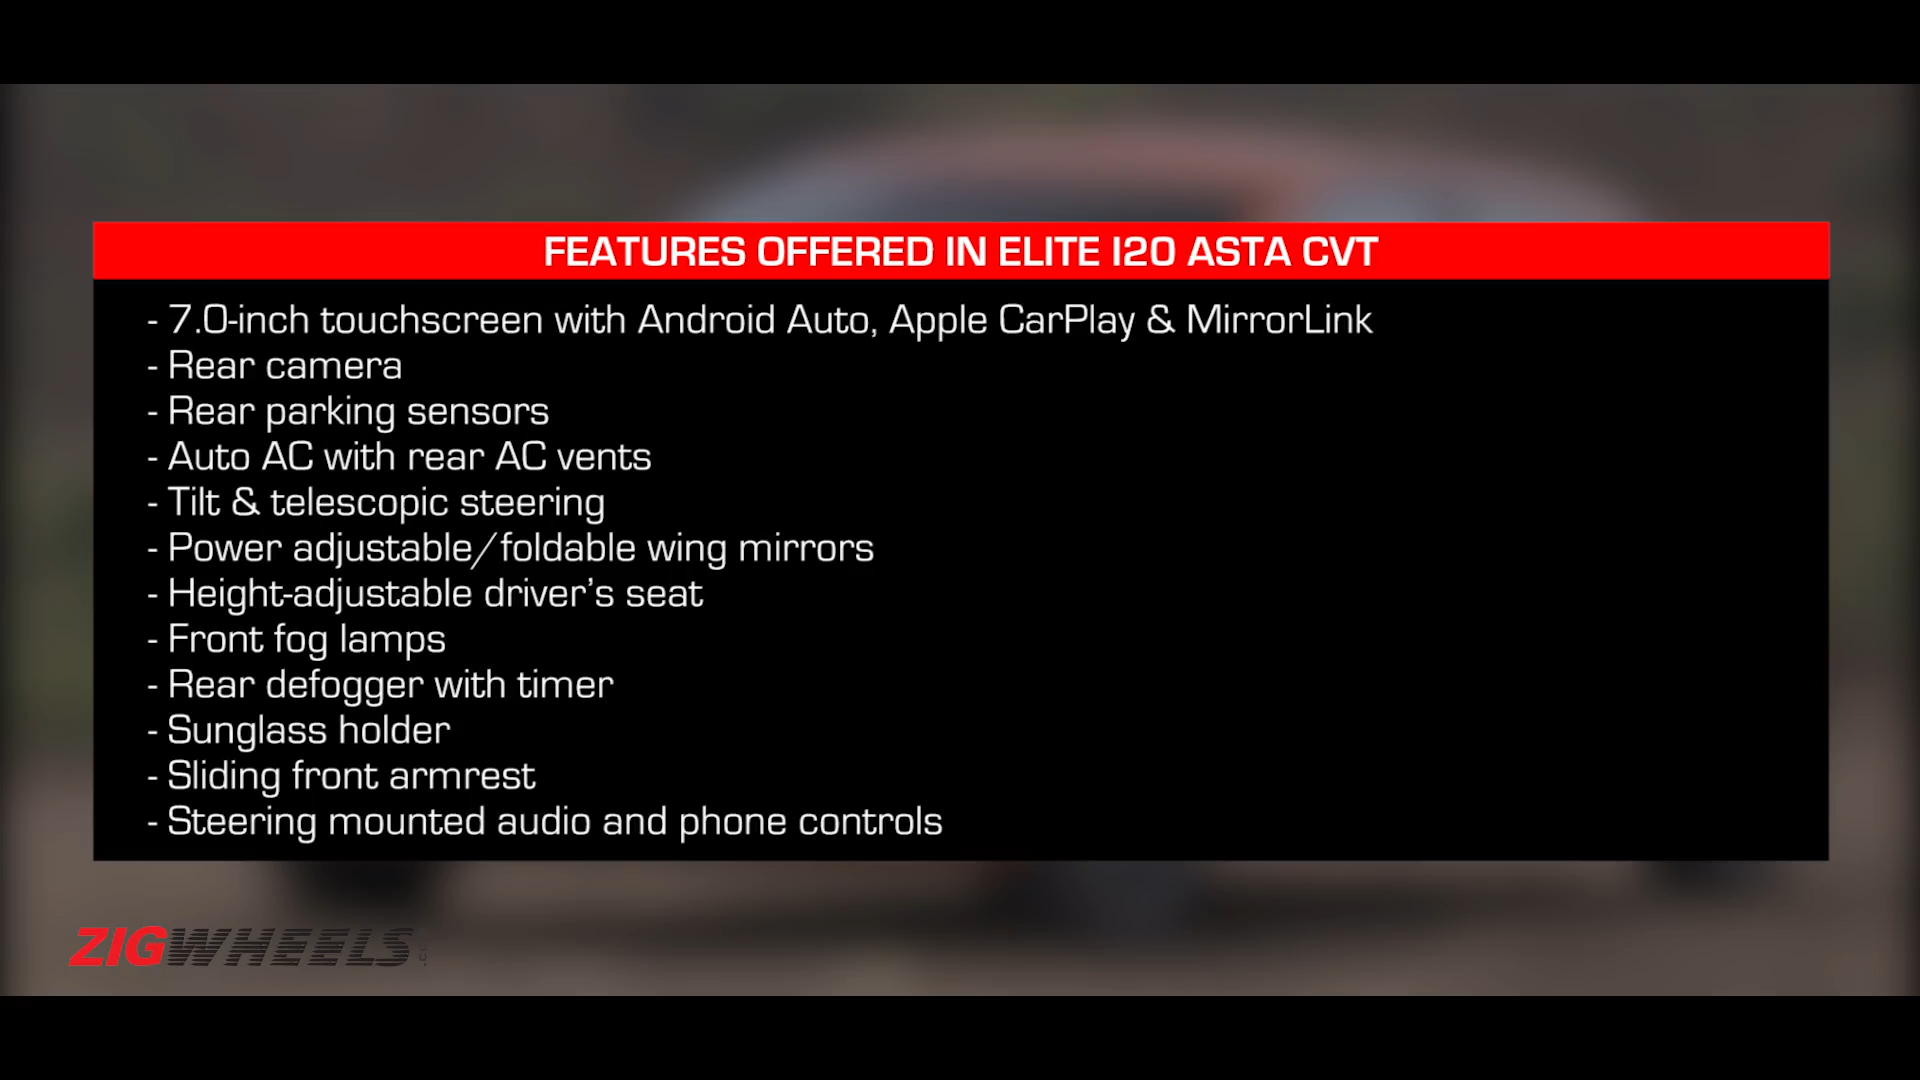 FEATURES OFFERED IN ELITE I20 ASTA CVT
- 7.0-inch touchscreen with Android Auto, Apple CarPlay & MirrorLink
- Rear camera
- Rear parking sensors
- Auto AC with rear AC vents
- Tilt & telescopic steering
- Power adjustable/foldable wing mirrors
- Height-adjustable driver’s seat
- Front fog lamps
- Rear defogger with timer
- Sunglass holder
- Sliding front armrest
- Steering mounted audio and phone controls
ZIGWHEELS